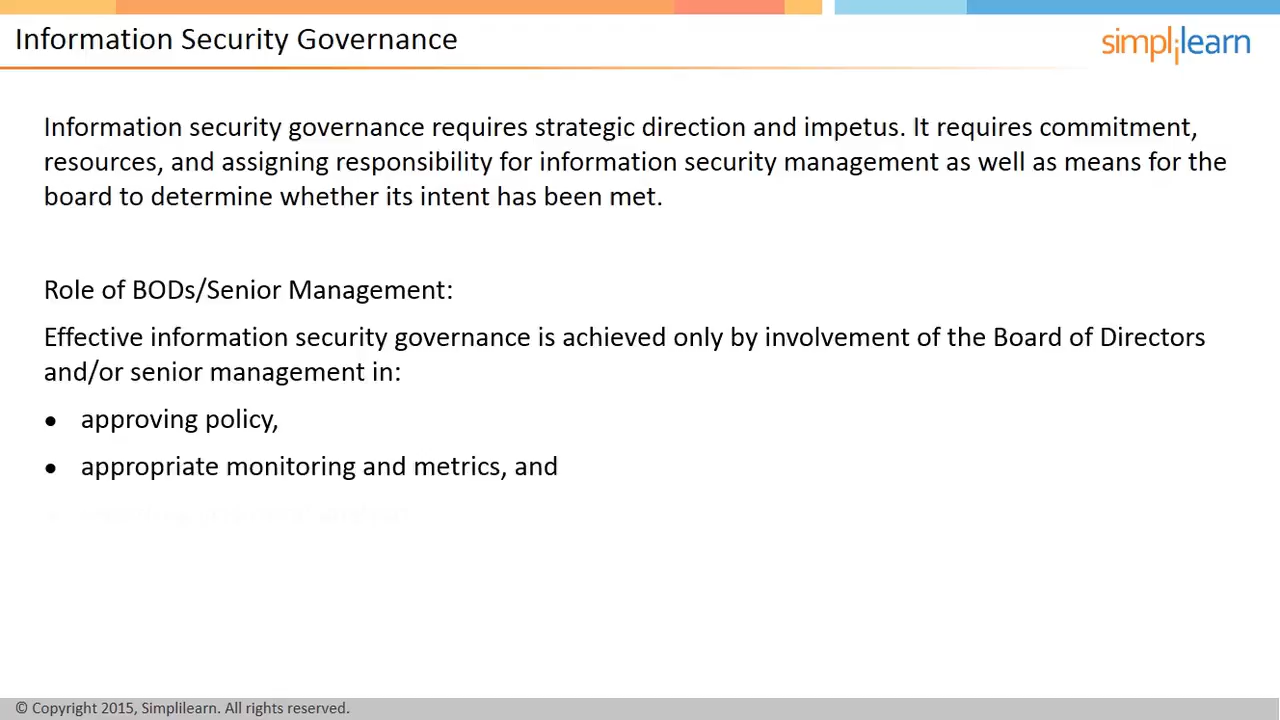 Information Security Governance
simplilearn
Information security governance requires strategic direction and impetus. It requires commitment,
resources, and assigning responsibility for information security management as well as means for the
board to determine whether its intent has been met.
Role of BODs/Senior Management:
Effective information security governance is achieved only by involvement of the Board of Directors
and/or senior management in:
• approving policy,
• appropriate monitoring and metrics, and
© Copyright 2015, Simplilearn. All rights reserved.